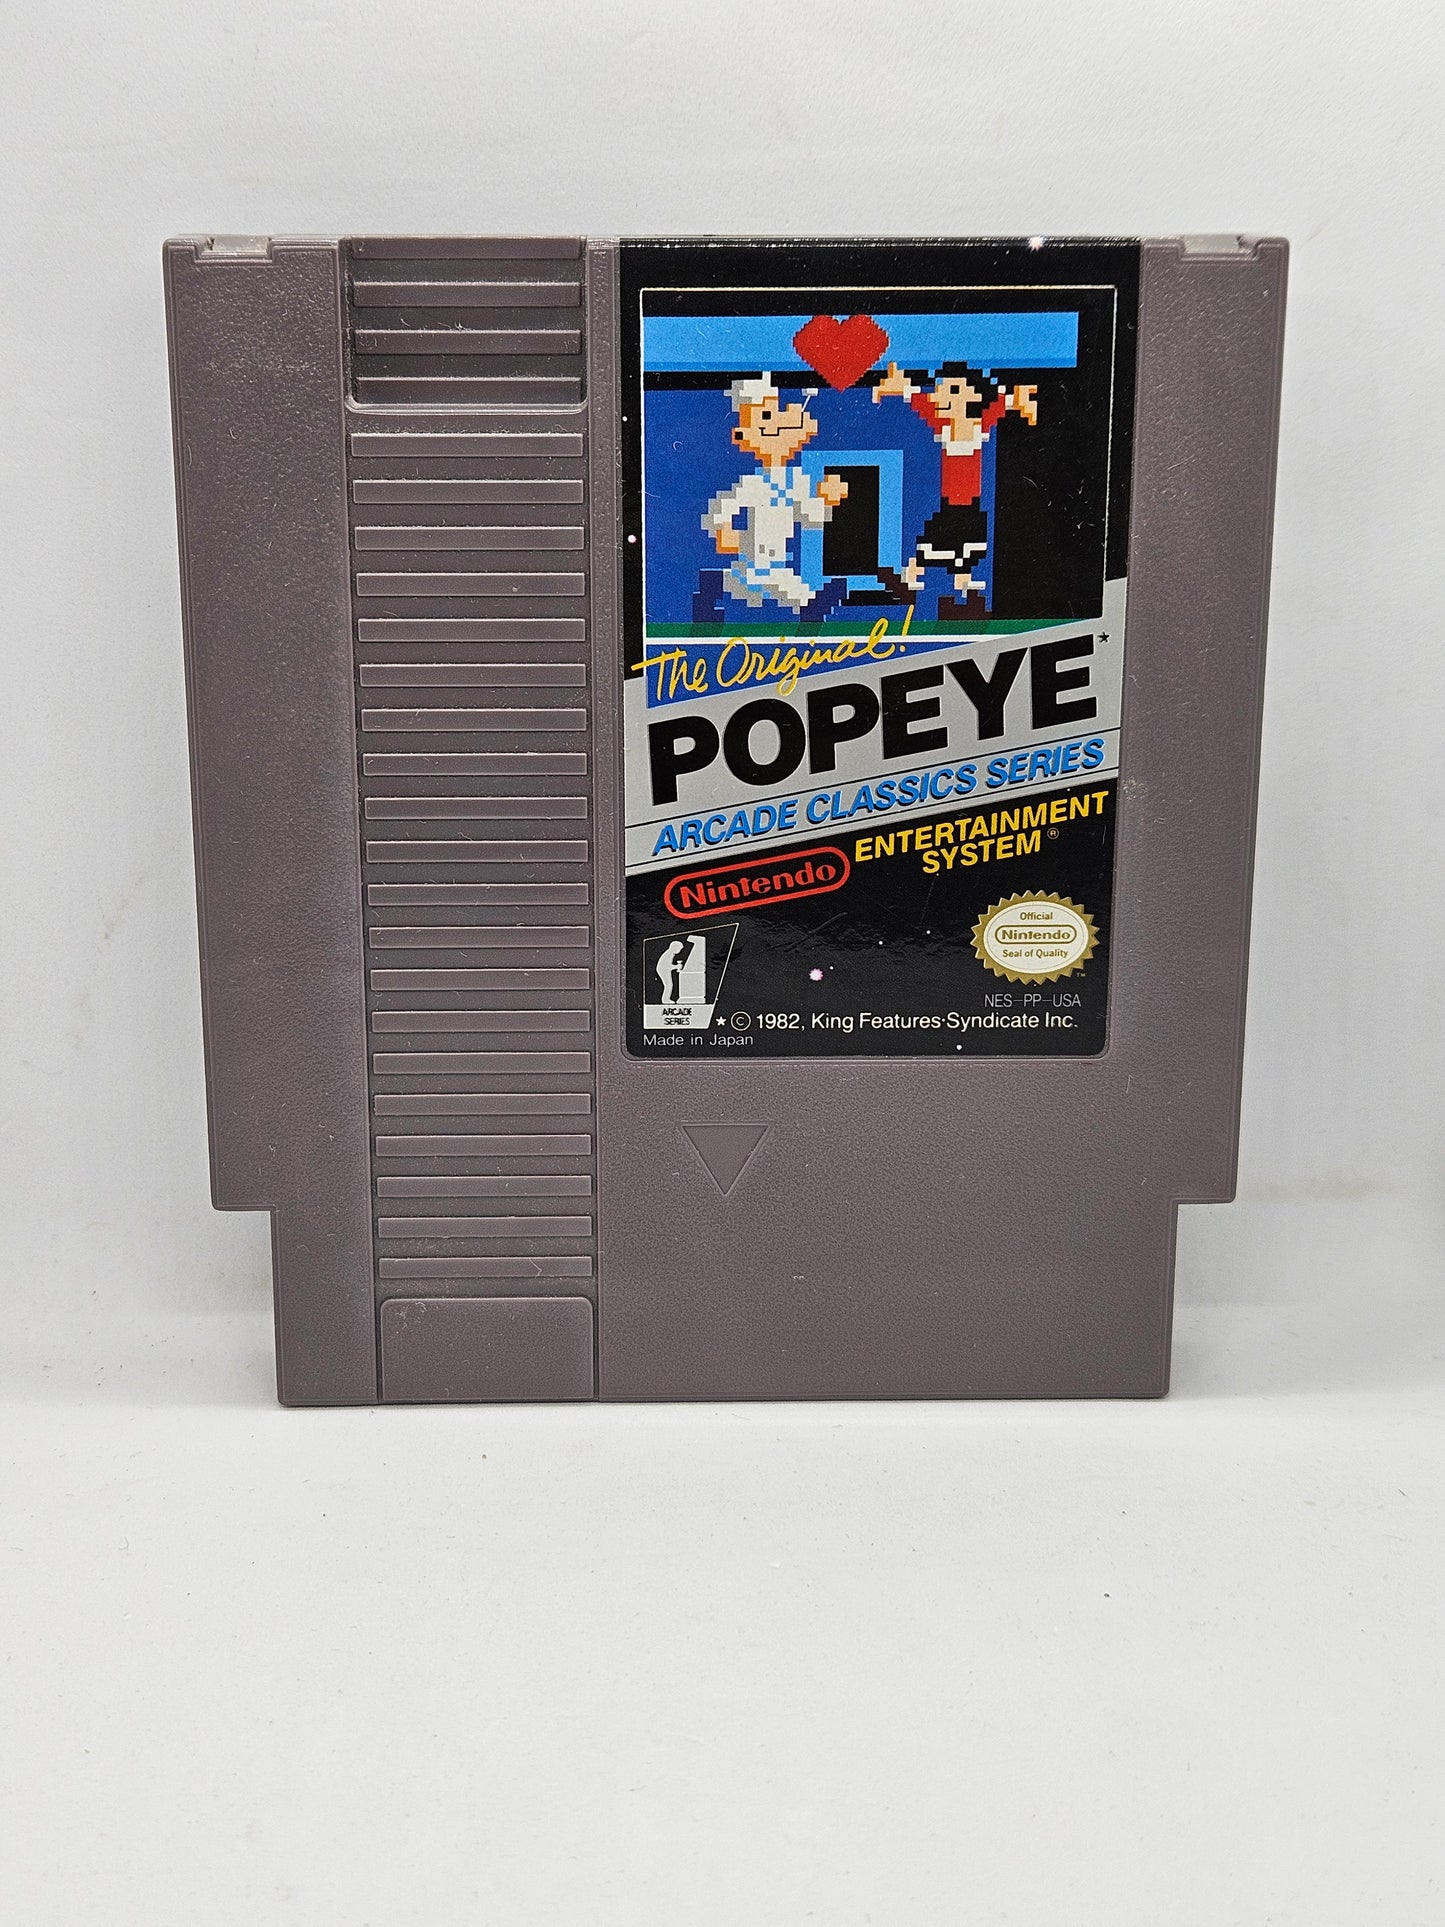 The Original!
POPEYE*
ARCADE CLASSICS SERIES
Nintendo ENTERTAINMENT
SYSTEM®
Official
Nintendo
Seal of Quality
TM
NES-PP-USA
ARCADE
SERIES
* © 1982, King Features Syndicate Inc.
Made in Japan